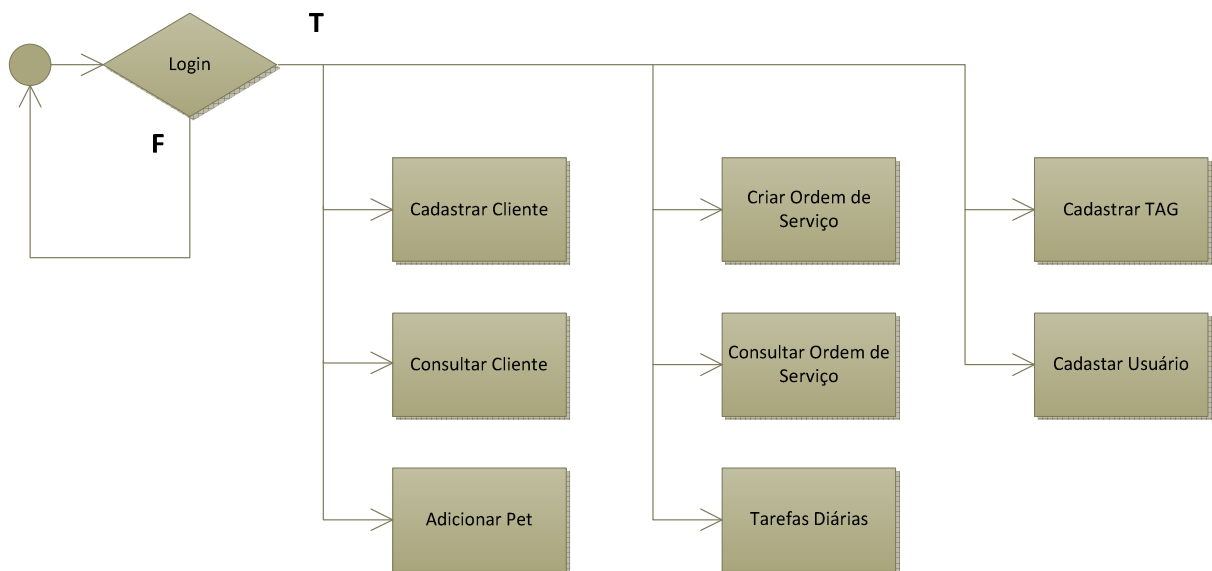 T
Login
F
Cadastrar Cliente
Criar Ordem de
Serviço
Cadastrar TAG
Consultar Cliente
Consultar Ordem de
Serviço
Cadastar Usuário
Adicionar Pet
Tarefas Diárias